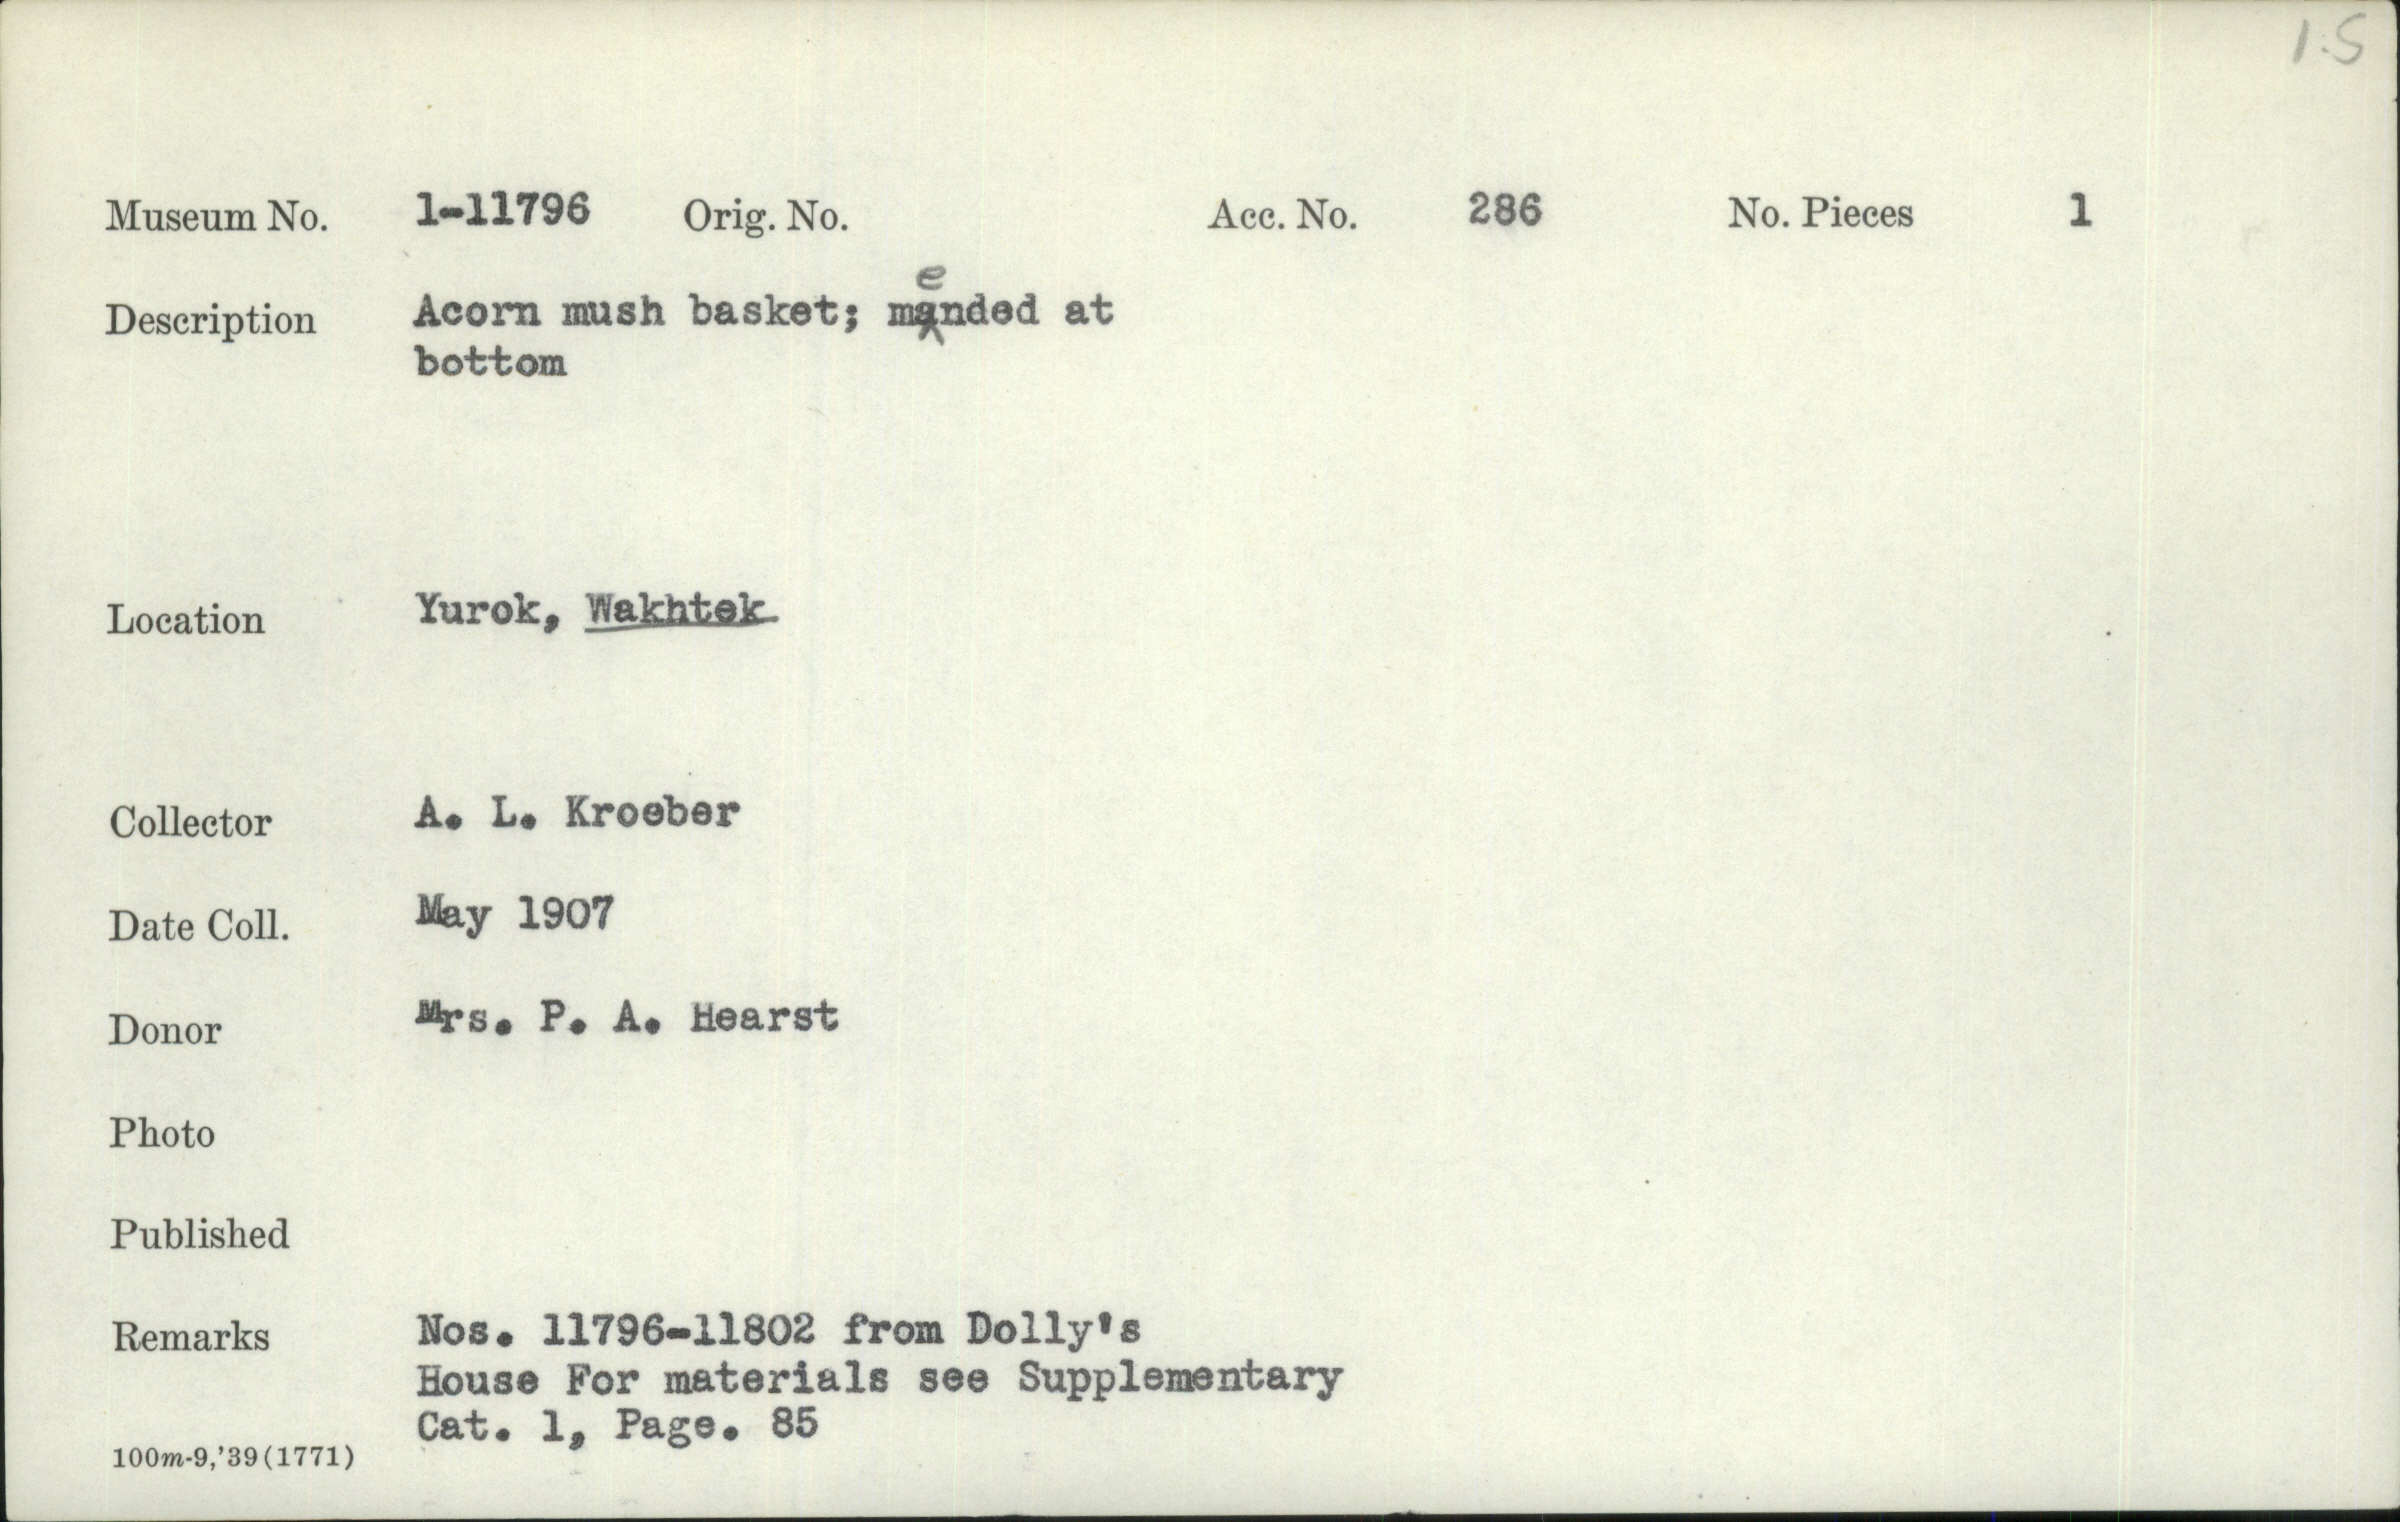 1.5
Museum No. 1-11796 Orig. No. Acc. No. 286 No. Pieces 1
e
Description Acorn mush basket; manded at
bottom
Location Yurok, Wakhtek
Collector A. L. Kroeber
Date Coll. May 1907
Donor Mrs. P. A. Hearst
Photo
Published
Remarks Nos. 11796-11802 from Dolly's
House For materials see Supplementary
Cat. 1, Page. 85
100m-9,'39(1771)